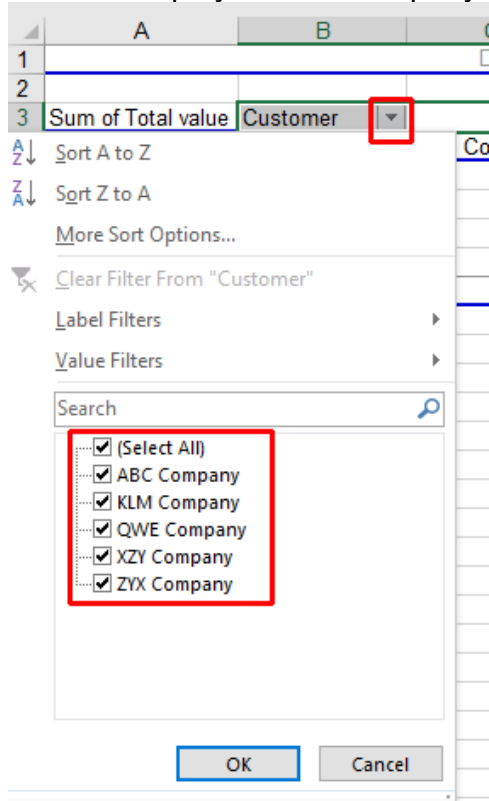 A B
1
2
3 Sum of Total value Customer
Sort A to Z Co
Sort Z to A
More Sort Options...
Clear Filter From "Customer"
Label Filters
Value Filters
Search
(Select All)
ABC Company
KLM Company
QWE Company
XZY Company
ZYX Company
OK Cancel